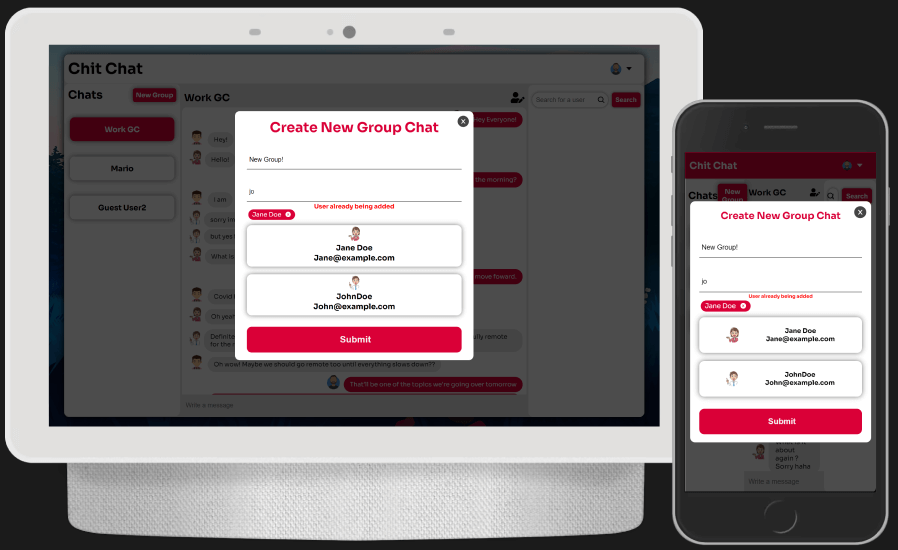 Chit Chat
Chats
New Group
Work GC
Search for a user
Search
Work GC
Mario
Guest User2
Hey Everyone!
Hey!
Hello!
the morning?
I am
sorry
but yes
What is
move foward.
Covid
Oh yeah
Definite
for the
fully remote
Oh wow! Maybe we should go remote too until everything slows down??
That'll be one of the topics we're going over tomorrow
Write a message
X
Create New Group Chat
New Group!
jo
User already being added
Jane Doe
Jane Doe
Jane@example.com
JohnDoe
John@example.com
Submit
Chit Chat
Chats
New Group
Work GC
Search
X
Create New Group Chat
New Group!
jo
User already being added
Jane Doe
Jane Doe
Jane@example.com
JohnDoe
John@example.com
Submit
about
again ?
Sorry haha
Write a message